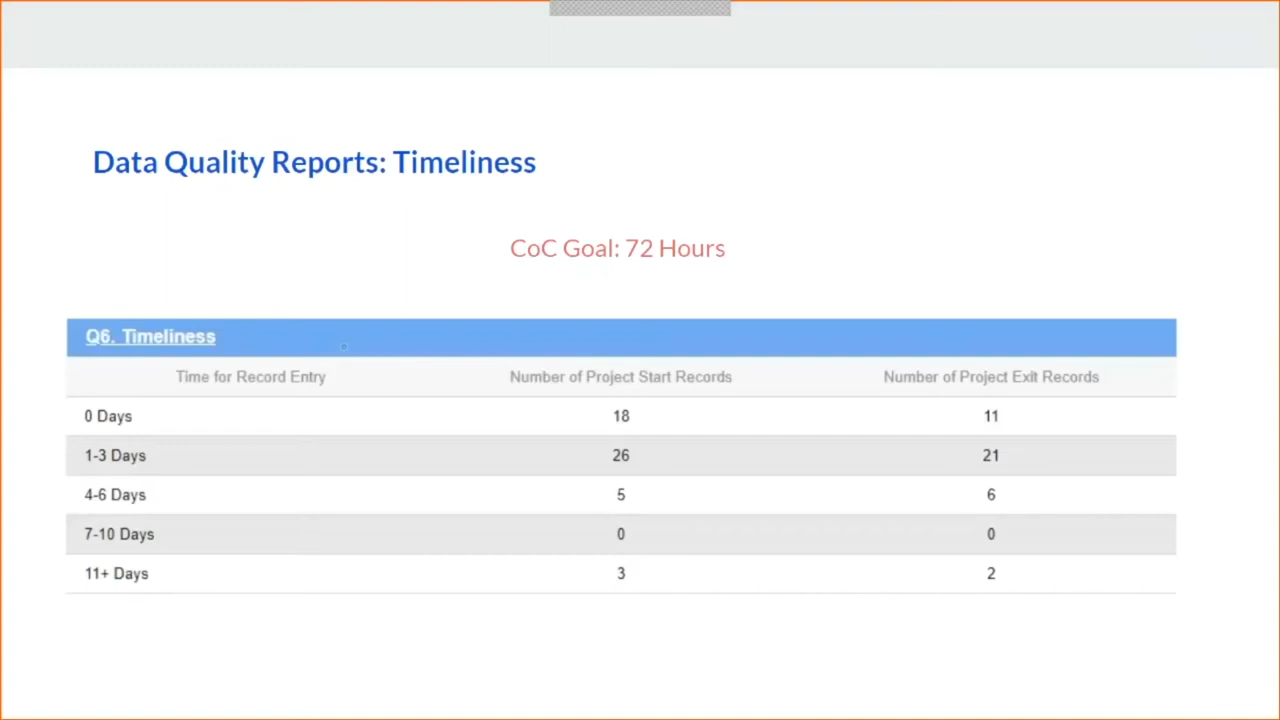 Data Quality Reports: Timeliness
CoC Goal: 72 Hours
Q6. Timeliness
Time for Record Entry Number of Project Start Records Number of Project Exit Records
0 Days 18 11
1-3 Days 26 21
4-6 Days 5 6
7-10 Days 0 0
11+ Days 3 2